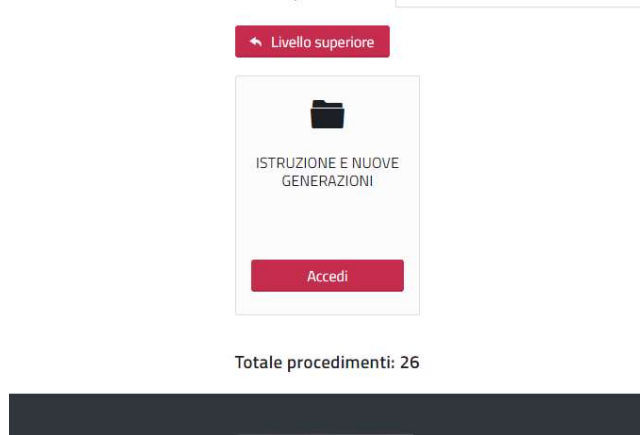 Livello superiore
ISTRUZIONE E NUOVE
GENERAZIONI
Accedi
Totale procedimenti: 26